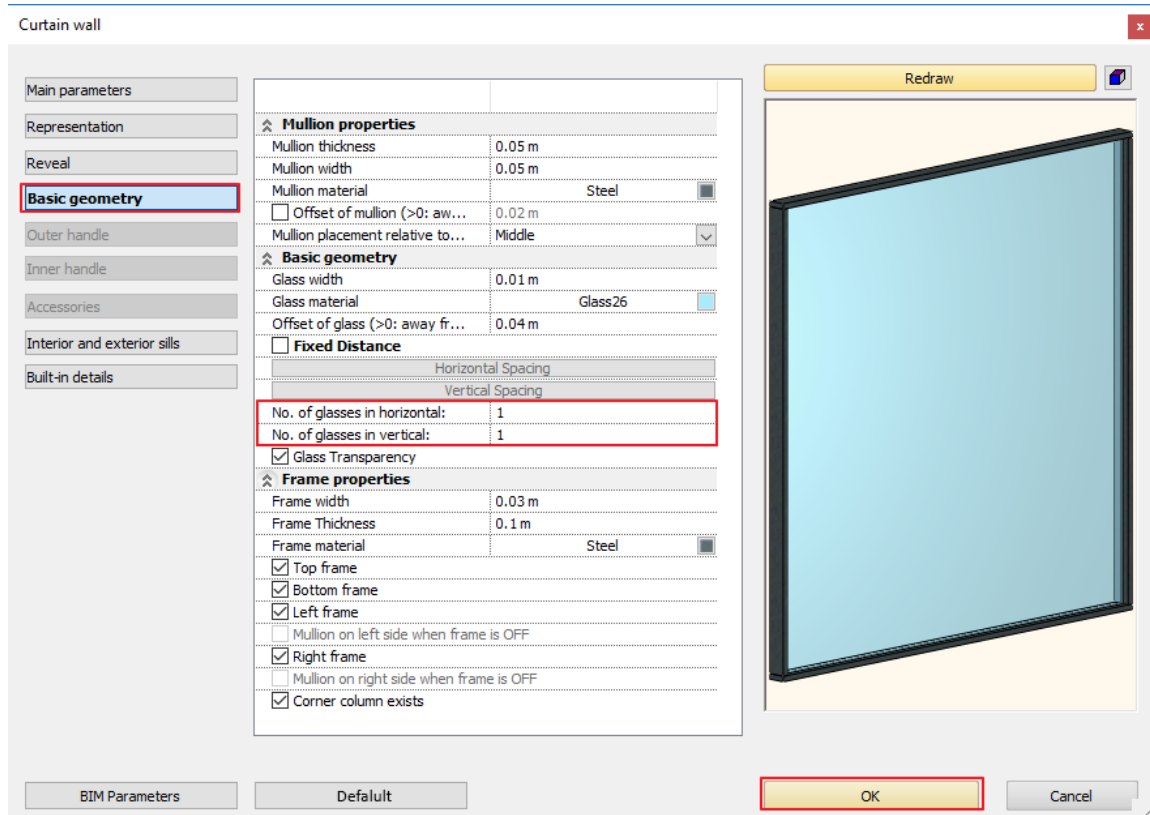 Curtain wall
x
Main parameters
Representation
Reveal
Basic geometry
Outer handle
Inner handle
Accessories
Interior and exterior sills
Built-in details
Mullion properties
Mullion thickness 0.05 m
Mullion width 0.05 m
Mullion material Steel
Offset of mullion (>0: aw... 0.02 m
Mullion placement relative to... Middle
Basic geometry
Glass width 0.01 m
Glass material Glass26
Offset of glass (>0: away fr... 0.04 m
Fixed Distance
Horizontal Spacing
Vertical Spacing
No. of glasses in horizontal: 1
No. of glasses in vertical: 1
Glass Transparency
Frame properties
Frame width 0.03 m
Frame Thickness 0.1 m
Frame material Steel
Top frame
Bottom frame
Left frame
Mullion on left side when frame is OFF
Right frame
Mullion on right side when frame is OFF
Corner column exists
Redraw
BIM Parameters
Defalult
OK
Cancel